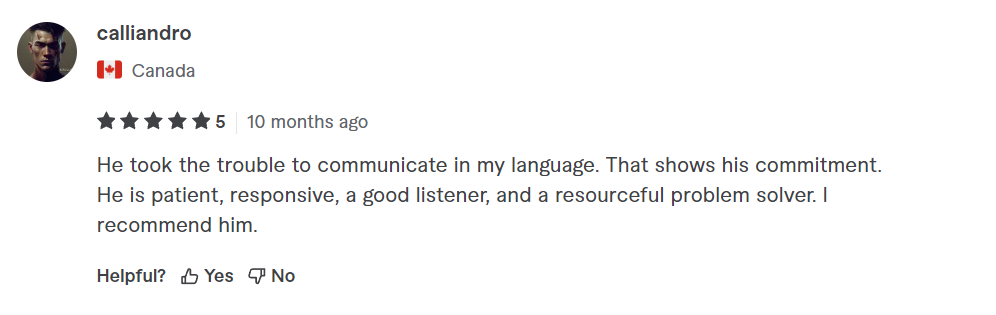 calliandro
Canada
5 10 months ago
He took the trouble to communicate in my language. That shows his commitment.
He is patient, responsive, a good listener, and a resourceful problem solver. I
recommend him.
Helpful? Yes No